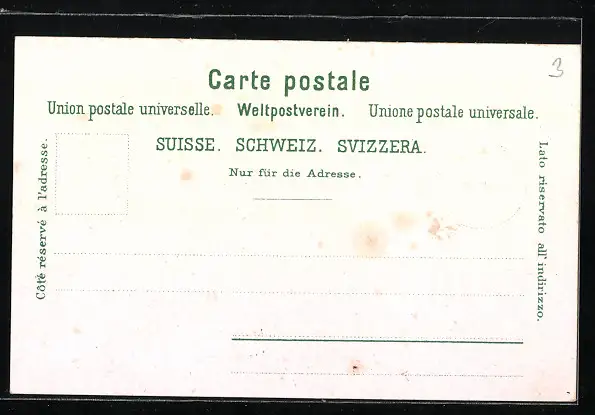 3
Carte postale
Union postale universelle. Weltpostverein. Unione postale universale.
SUISSE. SCHWEIZ. SVIZZERA.
Nur für die Adresse.
Côté réservé à l'adresse.
Lato riservato all' indirizzo.